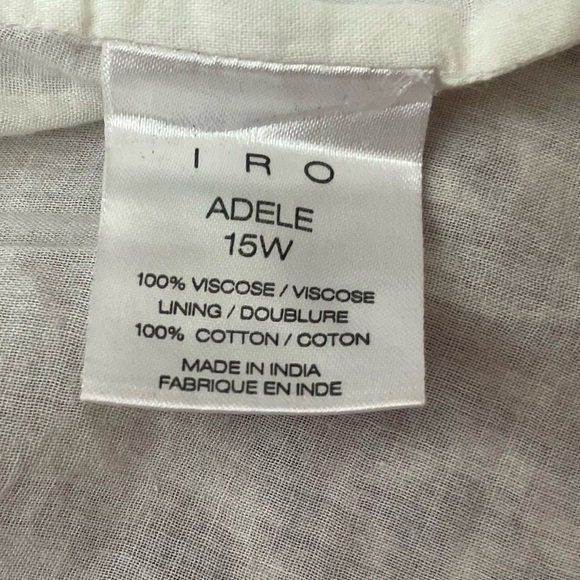 IRO
ADELE
15W
100% VISCOSE / VISCOSE
LINING / DOUBLURE
100% COTTON / COTON
MADE IN INDIA
FABRIQUE EN INDE